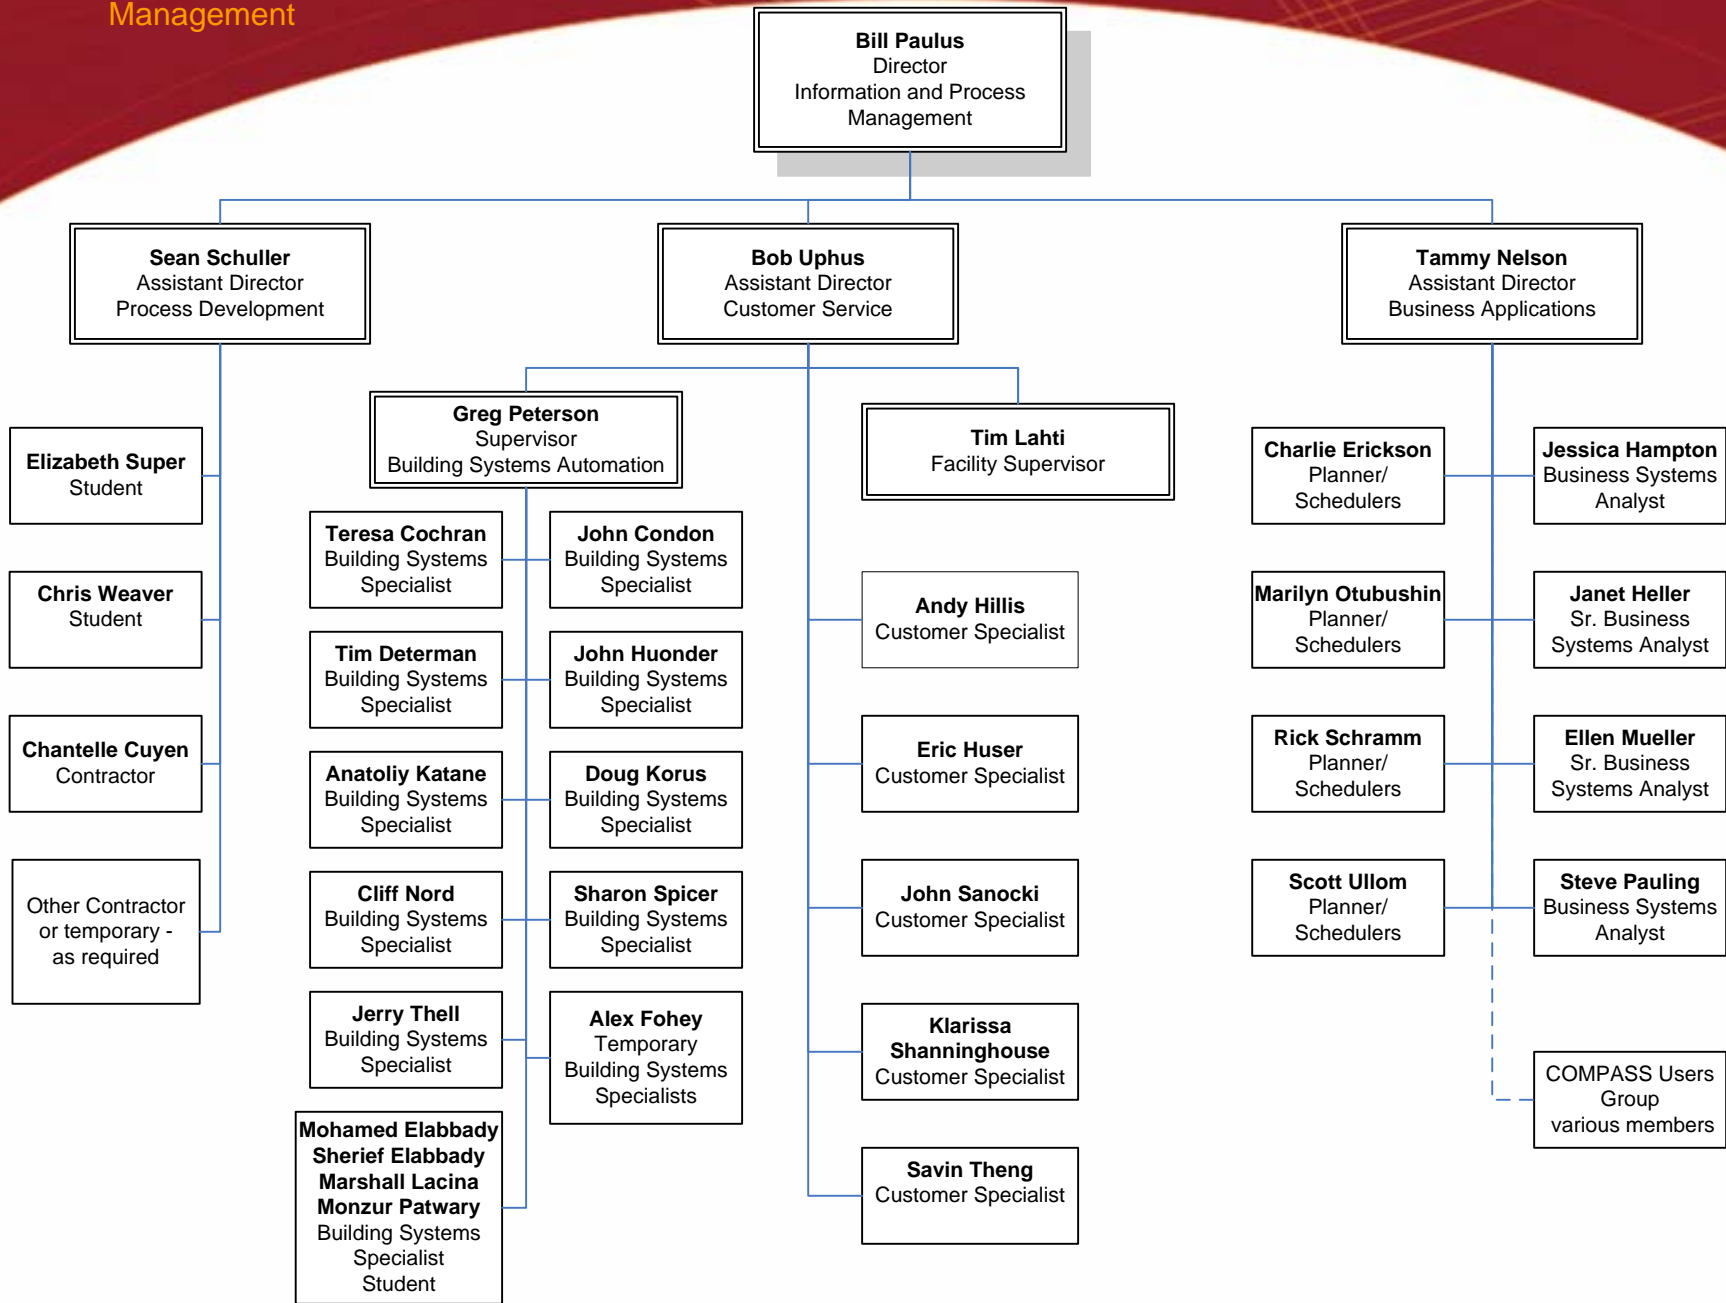 Management
Bill Paulus
Director
Information and Process
Management
Sean Schuller
Assistant Director
Process Development
Bob Uphus
Assistant Director
Customer Service
Tammy Nelson
Assistant Director
Business Applications
Elizabeth Super
Student
Chris Weaver
Student
Chantelle Cuyen
Contractor
Other Contractor
or temporary -
as required
Greg Peterson
Supervisor
Building Systems Automation
Teresa Cochran
Building Systems
Specialist
John Condon
Building Systems
Specialist
Tim Determan
Building Systems
Specialist
John Huonder
Building Systems
Specialist
Anatoliy Katane
Building Systems
Specialist
Doug Korus
Building Systems
Specialist
Cliff Nord
Building Systems
Specialist
Sharon Spicer
Building Systems
Specialist
Jerry Thell
Building Systems
Specialist
Alex Fohey
Temporary
Building Systems
Specialists
Mohamed Elabbady
Sherief Elabbady
Marshall Lacina
Monzur Patwary
Building Systems
Specialist
Student
Tim Lahti
Facility Supervisor
Andy Hillis
Customer Specialist
Eric Huser
Customer Specialist
John Sanocki
Customer Specialist
Klarissa
Shanninghouse
Customer Specialist
Savin Theng
Customer Specialist
Charlie Erickson
Planner/
Schedulers
Jessica Hampton
Business Systems
Analyst
Marilyn Otubushin
Planner/
Schedulers
Janet Heller
Sr. Business
Systems Analyst
Rick Schramm
Planner/
Schedulers
Ellen Mueller
Sr. Business
Systems Analyst
Scott Ullom
Planner/
Schedulers
Steve Pauling
Business Systems
Analyst
COMPASS Users
Group
various members